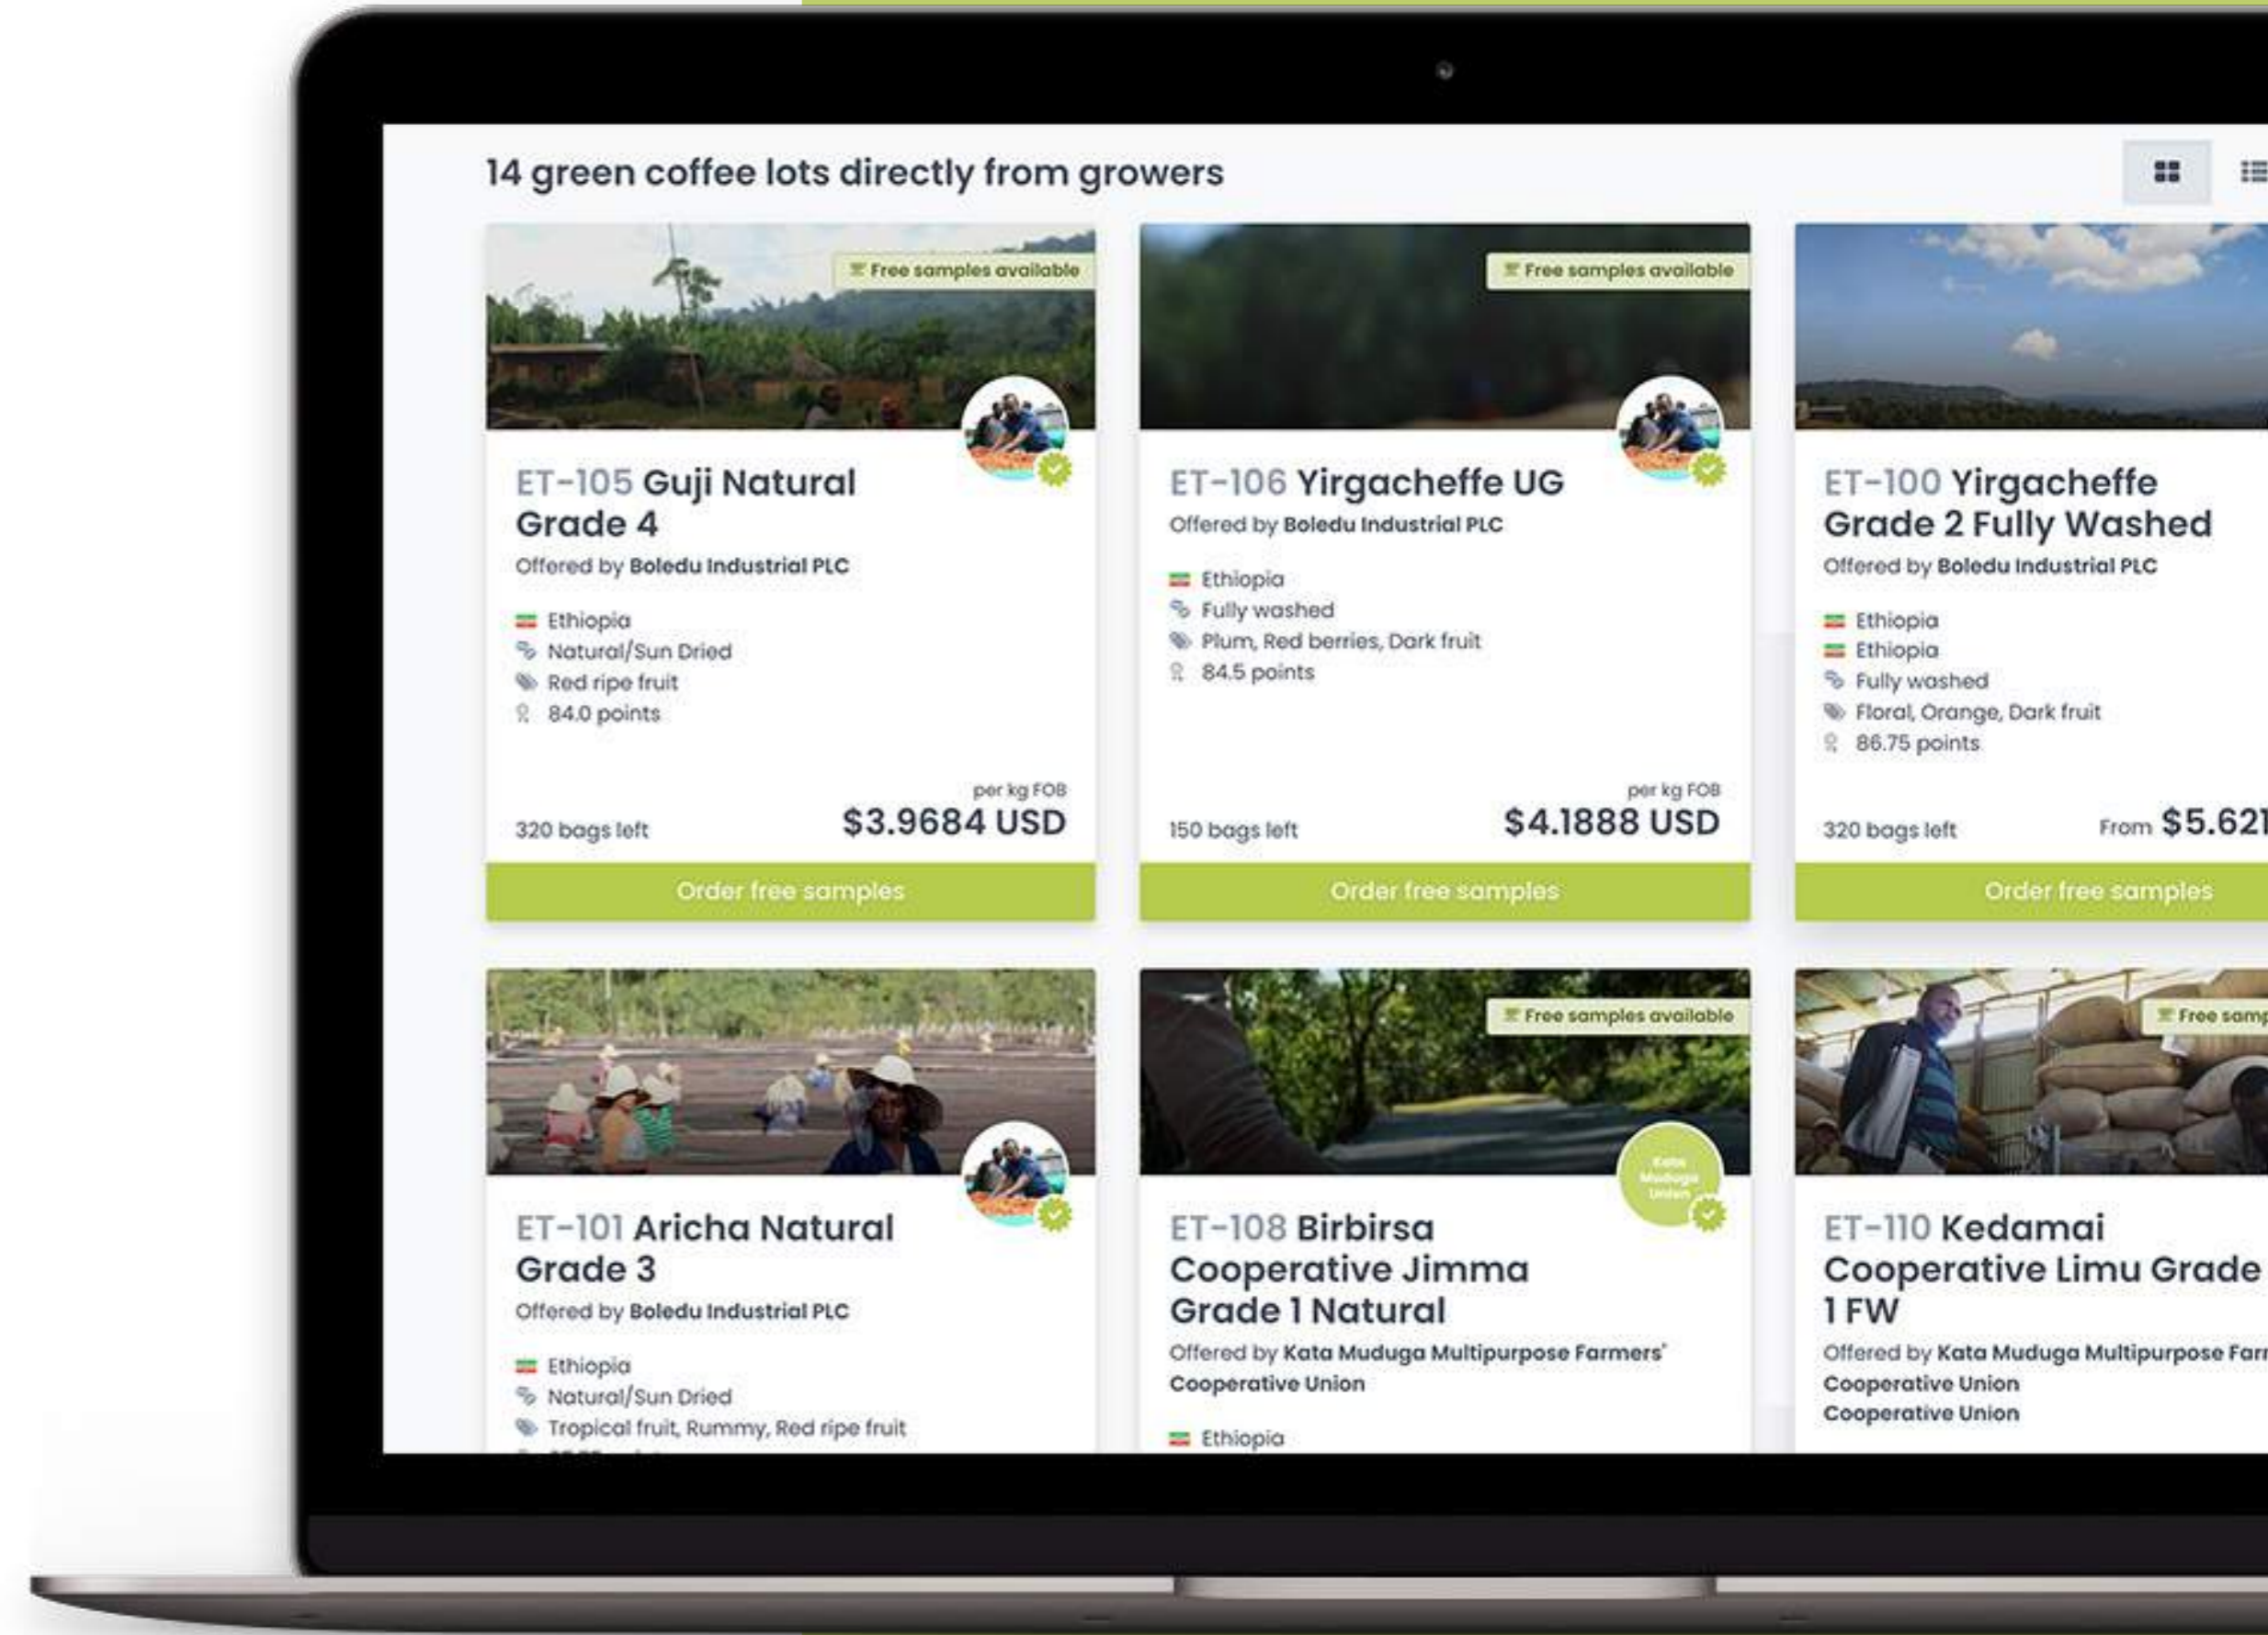 14 green coffee lots directly from growers
Free samples available
ET-105 Guji Natural
Grade 4
Offered by Boledu Industrial PLC
Ethiopia
Natural/Sun Dried
Red ripe fruit
84.0 points
per kg FOB
320 bags left
$3.9684 USD
Order free samples
Free samples available
ET-106 Yirgacheffe UG
Offered by Boledu Industrial PLC
Ethiopia
Fully washed
Plum, Red berries, Dark fruit
84.5 points
per kg FOB
150 bags left
$4.1888 USD
Order free samples
ET-100 Yirgacheffe
Grade 2 Fully Washed
Offered by Boledu Industrial PLC
Ethiopia
Ethiopia
Fully washed
Floral, Orange, Dark fruit
86.75 points
320 bags left
From $5.621
Order free samples
ET-101 Aricha Natural
Grade 3
Offered by Boledu Industrial PLC
Ethiopia
Natural/Sun Dried
Tropical fruit, Rummy, Red ripe fruit
Free samples available
Kata
Muduga
Union
ET-108 Birbirsa
Cooperative Jimma
Grade 1 Natural
Offered by Kata Muduga Multipurpose Farmers'
Cooperative Union
Ethiopia
Free samp
ET-110 Kedamai
Cooperative Limu Grade
1 FW
Offered by Kata Muduga Multipurpose Far
Cooperative Union
Cooperative Union